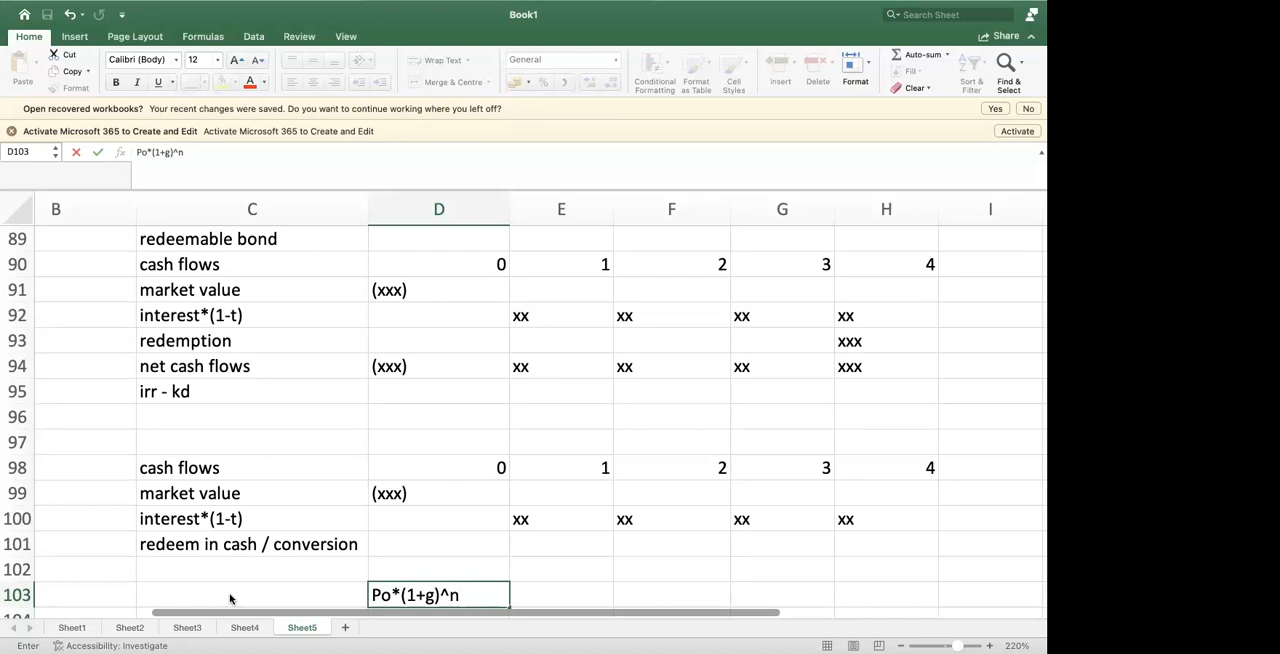 Book1
Search Sheet
Home Insert Page Layout Formulas Data Review View
Share
Paste
Cut
Copy
Format
Calibri (Body) 12 A A
B I U A
Wrap Text
Merge & Centre
General
%
Conditional Formatting
Format as Table
Cell Styles
Insert
Delete
Format
Auto-sum
Fill
Clear
Sort & Filter
Find & Select
Open recovered workbooks? Your recent changes were saved. Do you want to continue working where you left off? Yes No
Activate Microsoft 365 to Create and Edit Activate Microsoft 365 to Create and Edit Activate
D103 fx Po*(1+g)^n
B C D E F G H I
89 redeemable bond
90 cash flows 0 1 2 3 4
91 market value (xxx)
92 interest*(1-t) xx xx xx xx
93 redemption xxx
94 net cash flows (xxx) xx xx xx xxx
95 irr - kd
96
97
98 cash flows 0 1 2 3 4
99 market value (xxx)
100 interest*(1-t) xx xx xx xx
101 redeem in cash / conversion
102
103 Po*(1+g)^n
Sheet1 Sheet2 Sheet3 Sheet4 Sheet5 +
Enter Accessibility: Investigate 220%